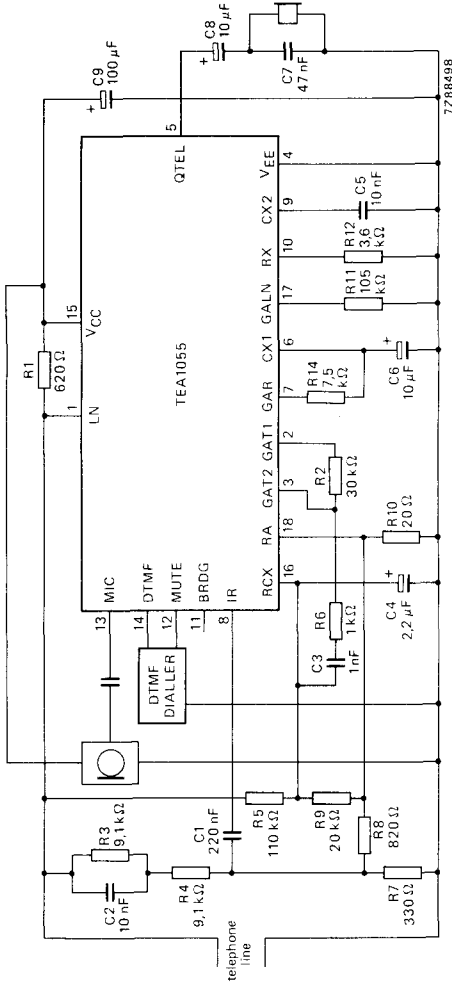 R1
620 Ω
C9
100 µF
+
C8
10 µF
+
C7
47 nF
1
LN
15
VCC
5
QTEL
TEA1055
MIC
13
DTMF
14
MUTE
12
BRDG
11
IR
8
DTMF
DIALLER
RCX
16
RA
18
GAT2
3
GAT1
2
GAR
7
CX1
6
GALN
17
RX
10
CX2
9
VEE
4
R3
9,1 kΩ
C2
10 nF
R4
9,1 kΩ
C1
220 nF
R5
110 kΩ
R9
20 kΩ
R8
820 Ω
R7
330 Ω
C3
1 nF
R6
1 kΩ
R2
30 kΩ
C4
2,2 µF
+
R10
20 Ω
R14
7,5
kΩ
C6
10 µF
+
R11
105
kΩ
R12
3,6
kΩ
C5
10 nF
telephone
line
7Z88498